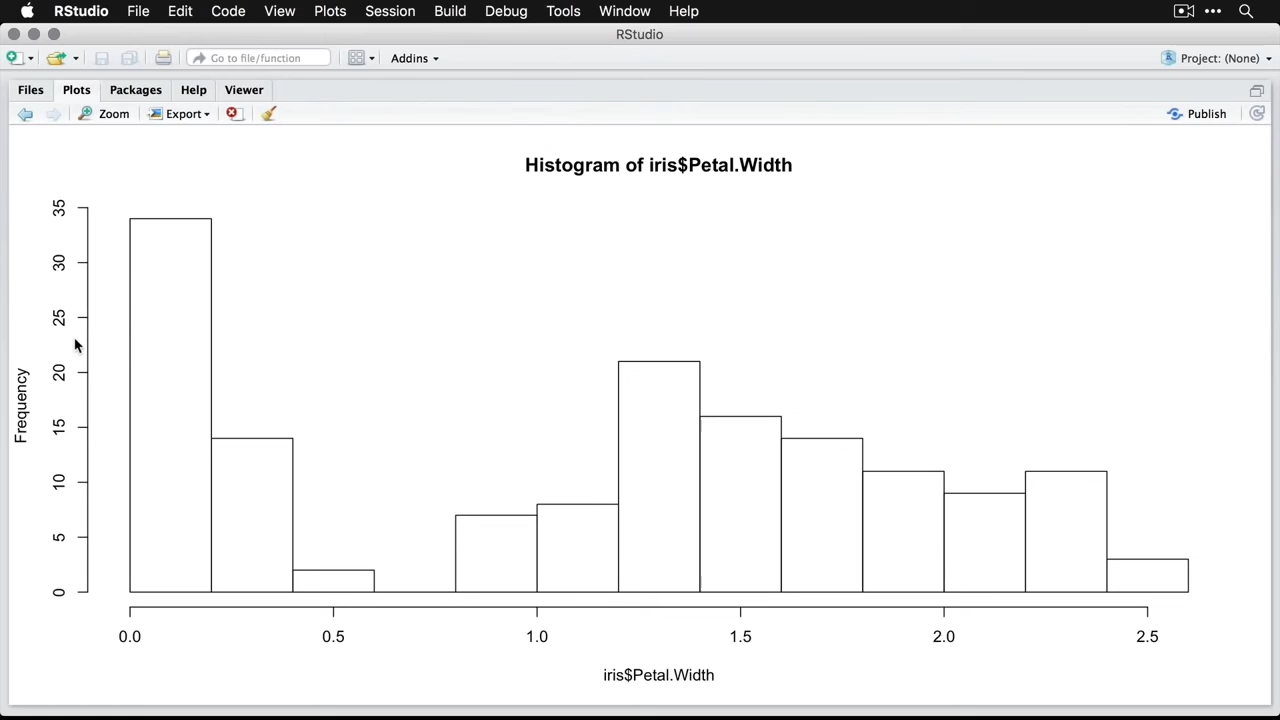 RStudio File Edit Code View Plots Session Build Debug Tools Window Help
RStudio
Go to file/function Addins Project: (None)
Files Plots Packages Help Viewer
Zoom Export Publish
Histogram of iris$Petal.Width
35
30
25
20
15
10
5
0
Frequency
0.0 0.5 1.0 1.5 2.0 2.5
iris$Petal.Width